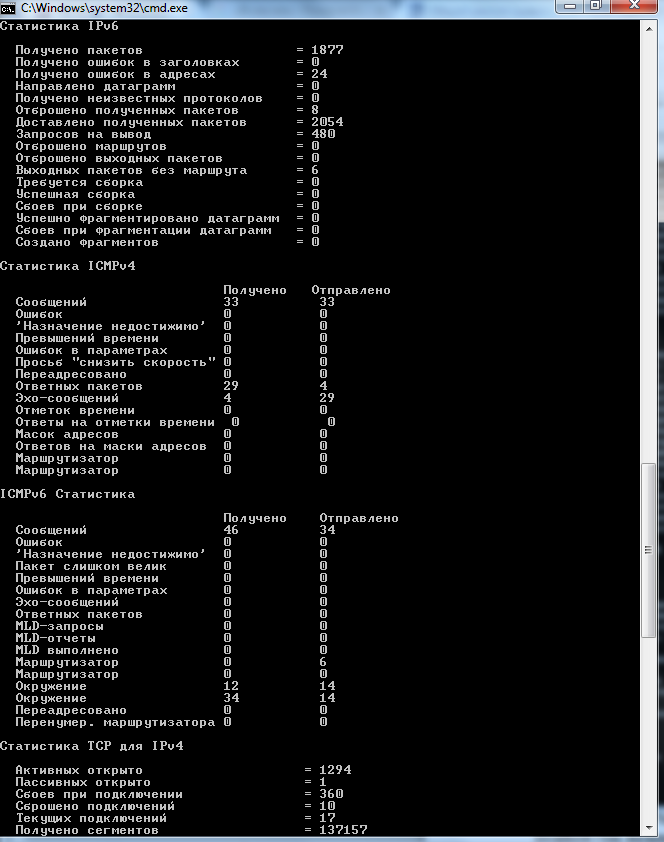 C:\Windows\system32\cmd.exe
Статистика IPv6
Получено пакетов = 1877
Получено ошибок в заголовках = 0
Получено ошибок в адресах = 24
Направлено датаграмм = 0
Получено неизвестных протоколов = 0
Отброшено полученных пакетов = 8
Доставлено полученных пакетов = 2054
Запросов на вывод = 480
Отброшено маршрутов = 0
Отброшено выходных пакетов = 0
Выходных пакетов без маршрута = 6
Требуется сборка = 0
Успешная сборка = 0
Сбоев при сборке = 0
Успешно фрагментировано датаграмм = 0
Сбоев при фрагментации датаграмм = 0
Создано фрагментов = 0
Статистика ICMPv4
Получено Отправлено
Сообщений 33 33
Ошибок 0 0
'Назначение недостижимо' 0 0
Превышений времени 0 0
Ошибок в параметрах 0 0
Просьб "снизить скорость" 0 0
Переадресовано 0 0
Ответных пакетов 29 4
Эхо-сообщений 4 29
Отметок времени 0 0
Ответы на отметки времени 0 0
Масок адресов 0 0
Ответов на маски адресов 0 0
Маршрутизатор 0 0
Маршрутизатор 0 0
ICMPv6 Статистика
Получено Отправлено
Сообщений 46 34
Ошибок 0 0
'Назначение недостижимо' 0 0
Пакет слишком велик 0 0
Превышений времени 0 0
Ошибок в параметрах 0 0
Эхо-сообщений 0 0
Ответных пакетов 0 0
MLD-запросы 0 0
MLD-отчеты 0 0
MLD выполнено 0 0
Маршрутизатор 0 6
Маршрутизатор 0 0
Окружение 12 14
Окружение 34 14
Переадресовано 0 0
Перенумер. маршрутизатора 0 0
Статистика TCP для IPv4
Активных открыто = 1294
Пассивных открыто = 1
Сбоев при подключении = 360
Сброшено подключений = 10
Текущих подключений = 17
Получено сегментов = 137157